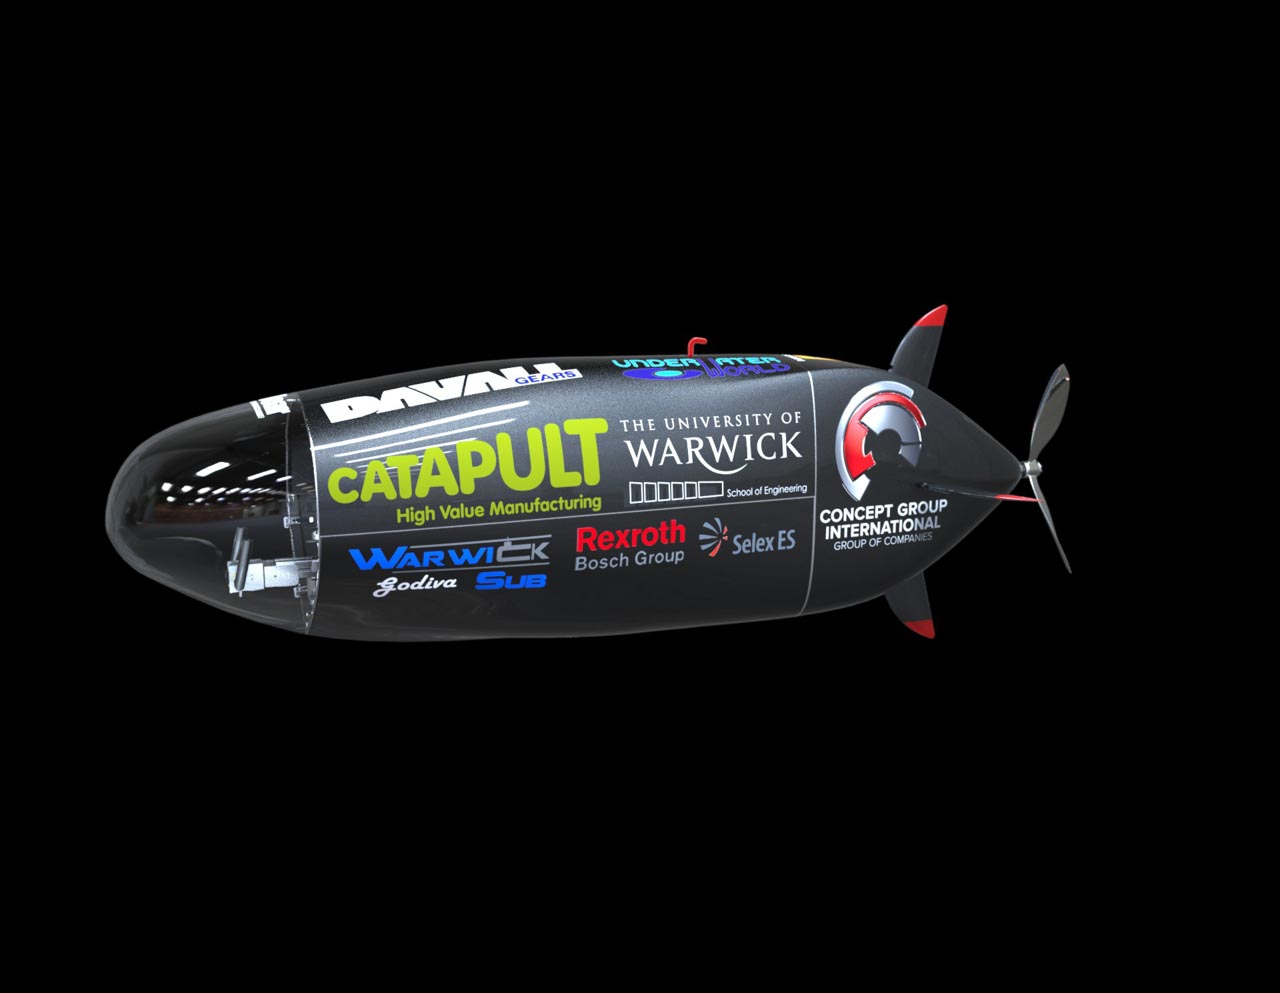 DAVALL
GEARS
UNDERWATER
WORLD
CATAPULT
High Value Manufacturing
THE UNIVERSITY OF
WARWICK
School of Engineering
WARWICK
Godiva SUB
Rexroth
Bosch Group
Selex ES
CONCEPT GROUP
INTERNATIONAL
GROUP OF COMPANIES